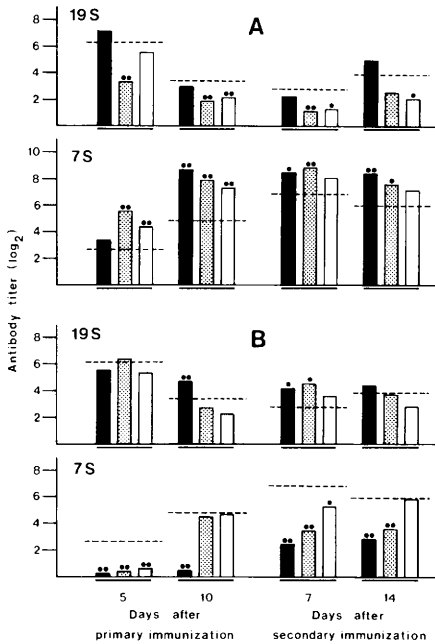 19S
A
8
6
4
2
7S
10
8
6
4
2
Antibody titer (log2)
19S
B
8
6
4
2
7S
8
6
4
2
5 10 7 14
Days after Days after
primary immunization secondary immunization